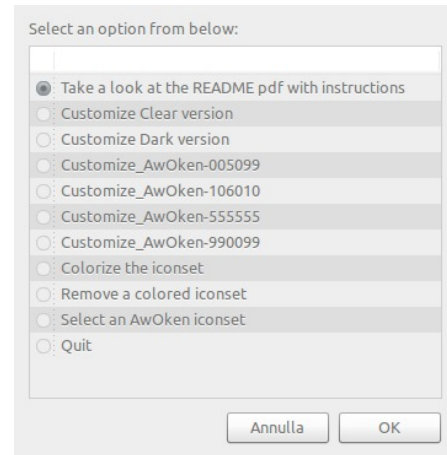 Select an option from below:
Take a look at the README pdf with instructions
Customize Clear version
Customize Dark version
Customize_AwOken-005099
Customize_AwOken-106010
Customize_AwOken-555555
Customize_AwOken-990099
Colorize the iconset
Remove a colored iconset
Select an AwOken iconset
Quit
Annulla OK